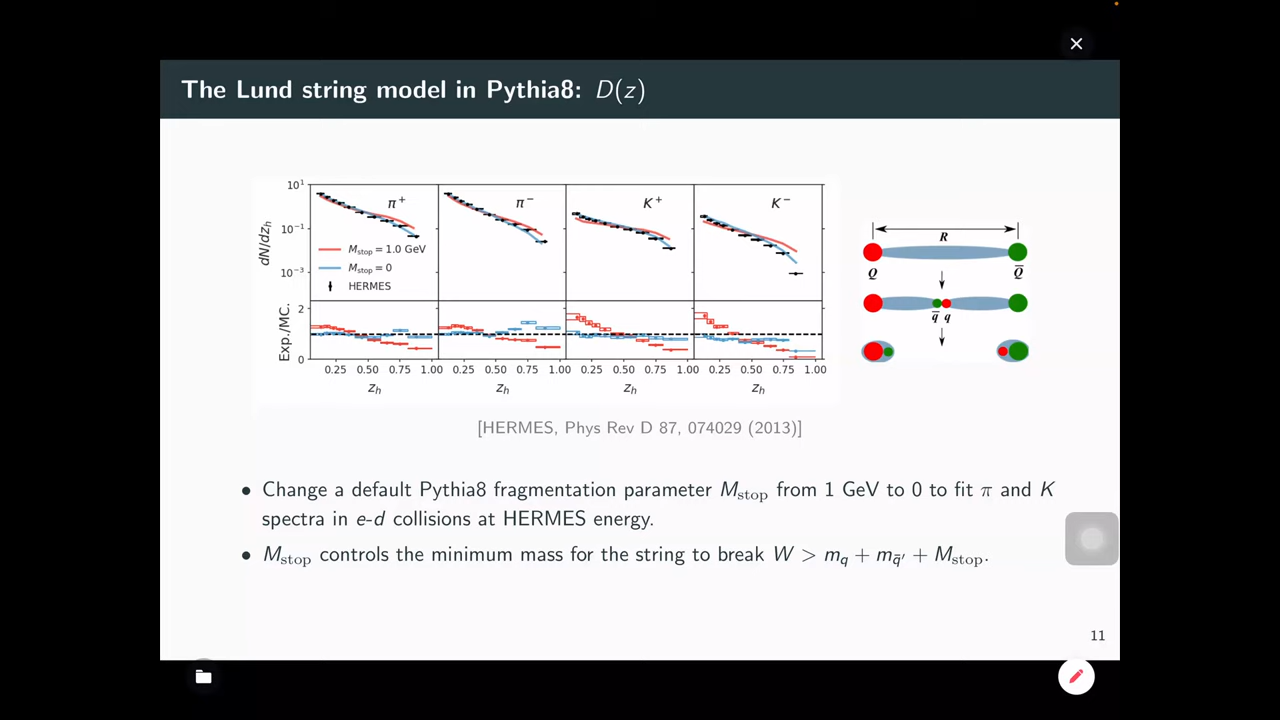 The Lund string model in Pythia8: D(z)
10¹
10⁻¹
10⁻³
dN/dz_h
π⁺
π⁻
K⁺
K⁻
M_stop = 1.0 GeV
M_stop = 0
HERMES
Exp./MC.
2
1
0
0.25 0.50 0.75 1.00 0.25 0.50 0.75 1.00 0.25 0.50 0.75 1.00 0.25 0.50 0.75 1.00
z_h z_h z_h z_h
R
Q Q̅
q̅ q
[HERMES, Phys Rev D 87, 074029 (2013)]
• Change a default Pythia8 fragmentation parameter M_stop from 1 GeV to 0 to fit π and K
spectra in e-d collisions at HERMES energy.
• M_stop controls the minimum mass for the string to break W > m_q + m_q̅′ + M_stop.
11